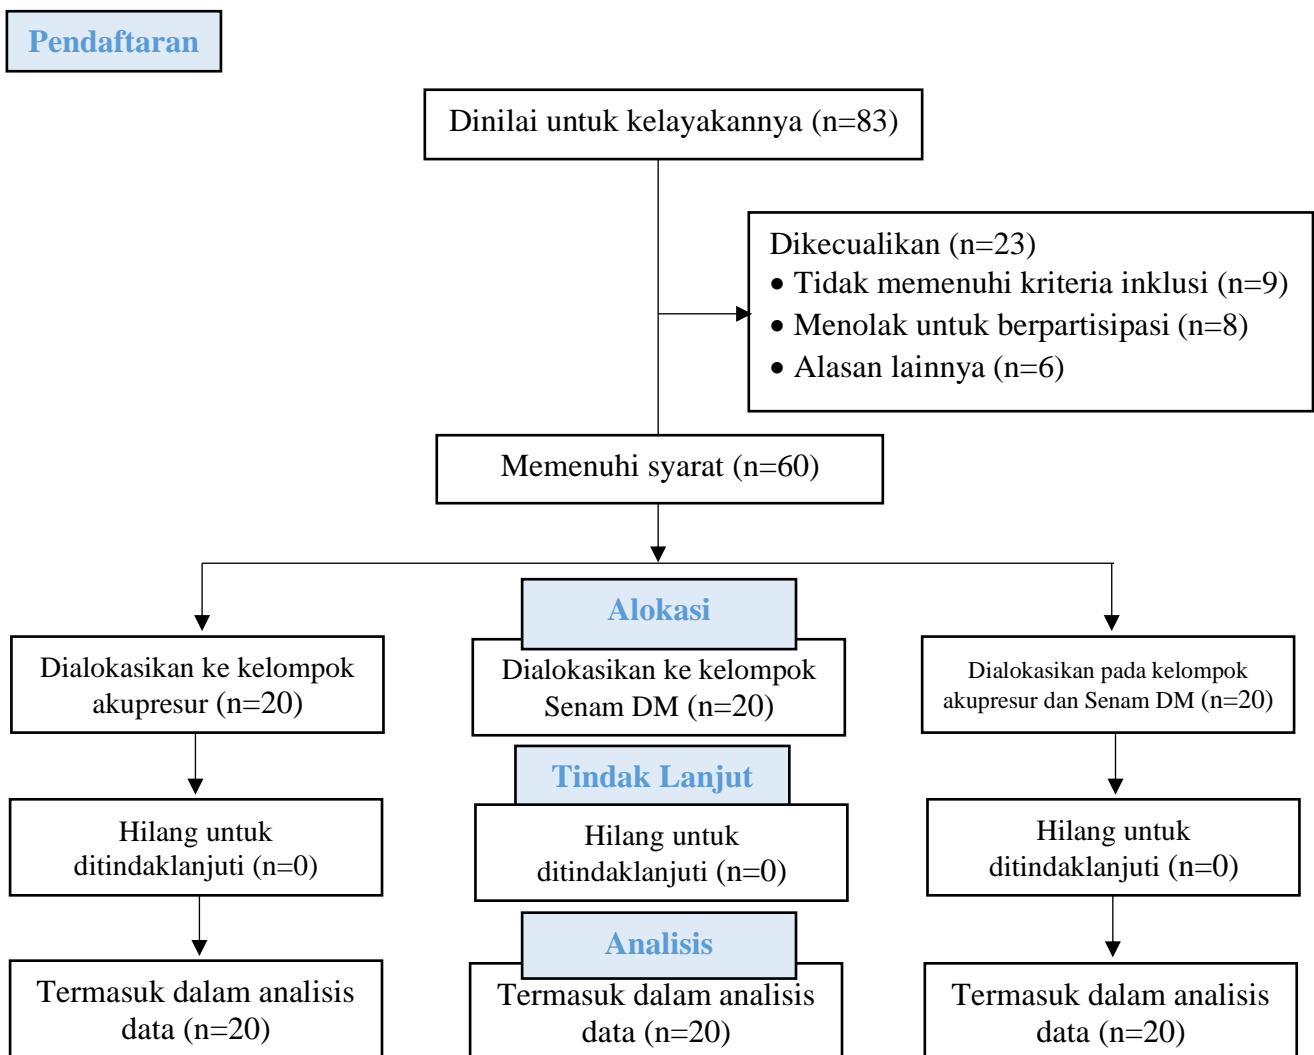 Pendaftaran
Dinilai untuk kelayakannya (n=83)
Dikecualikan (n=23)
• Tidak memenuhi kriteria inklusi (n=9)
• Menolak untuk berpartisipasi (n=8)
• Alasan lainnya (n=6)
Memenuhi syarat (n=60)
Alokasi
Dialokasikan ke kelompok
akupresur (n=20)
Dialokasikan ke kelompok
Senam DM (n=20)
Dialokasikan pada kelompok
akupresur dan Senam DM (n=20)
Tindak Lanjut
Hilang untuk
ditindaklanjuti (n=0)
Hilang untuk
ditindaklanjuti (n=0)
Hilang untuk
ditindaklanjuti (n=0)
Analisis
Termasuk dalam analisis
data (n=20)
Termasuk dalam analisis
data (n=20)
Termasuk dalam analisis
data (n=20)